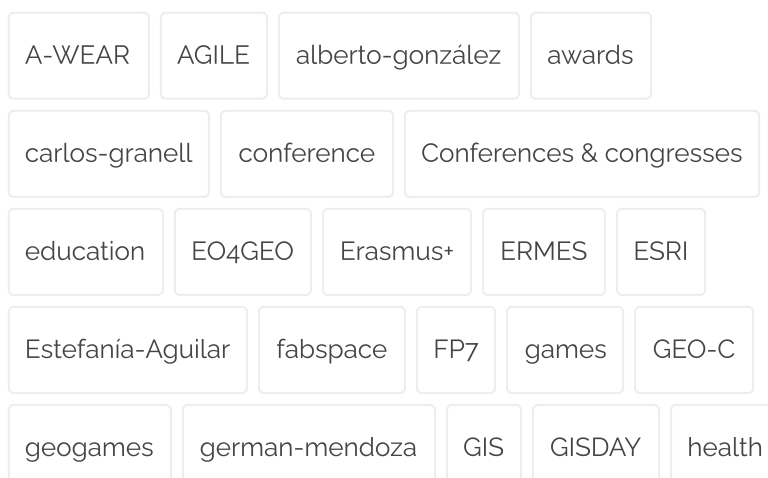 A-WEAR AGILE alberto-gonzález awards
carlos-granell conference Conferences & congresses
education EO4GEO Erasmus+ ERMES ESRI
Estefanía-Aguilar fabspace FP7 games GEO-C
geogames german-mendoza GIS GISDAY health